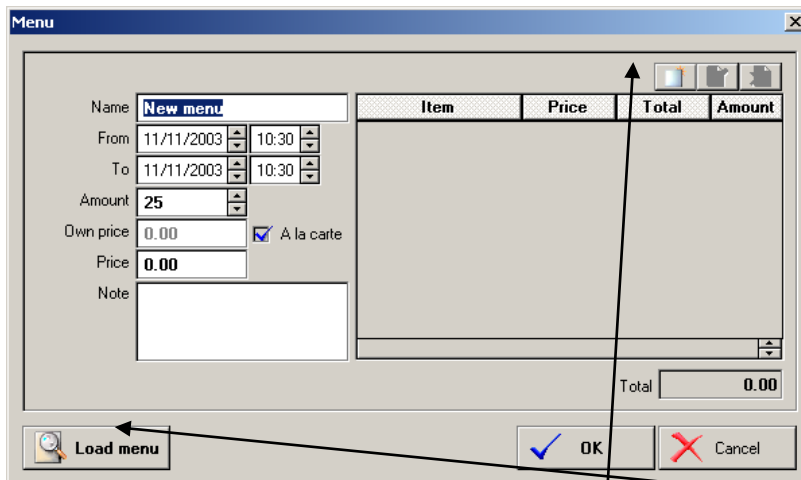 Menu
Name New menu
From 11/11/2003 10:30
To 11/11/2003 10:30
Amount 25
Own price 0.00 A la carte
Price 0.00
Note
Item Price Total Amount
Total 0.00
Load menu OK Cancel